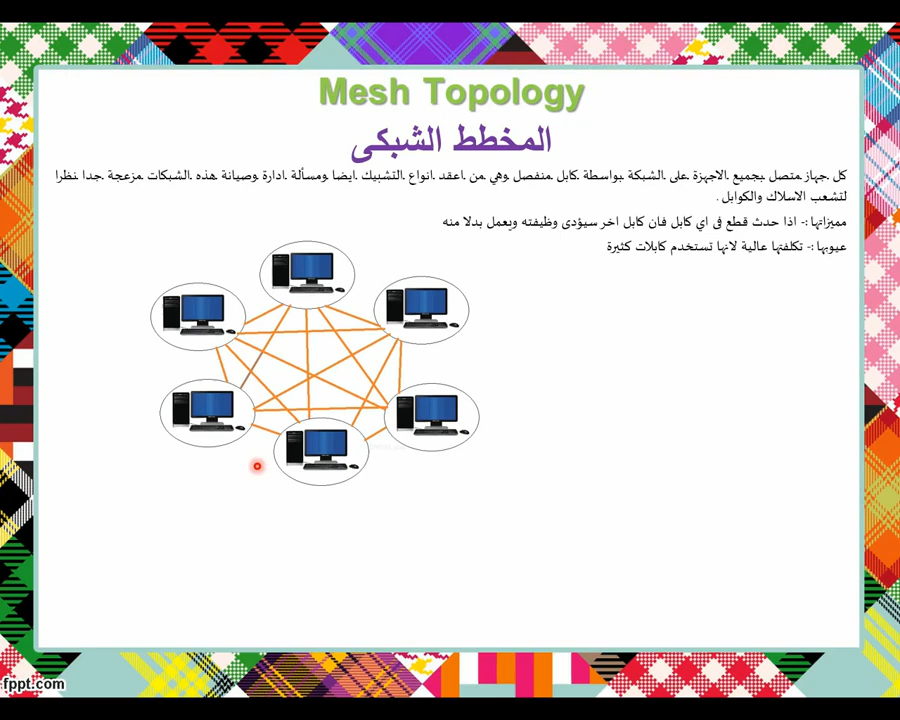 Mesh Topology
المخطط الشبكى
كل جهاز متصل بجميع الاجهزة على الشبكة بواسطة كابل منفصل وهي من اعقد انواع التشبيك ايضا ومسألة ادارة وصيانة هذه الشبكات مزعجة جدا نظرا
لتشعب الاسلاك والكوابل .
مميزاتها :- اذا حدث قطع فى اي كابل فان كابل اخر سيؤدى وظيفته ويعمل بدلا منه
عيوبها :- تكلفتها عالية لانها تستخدم كابلات كثيرة
fppt.com